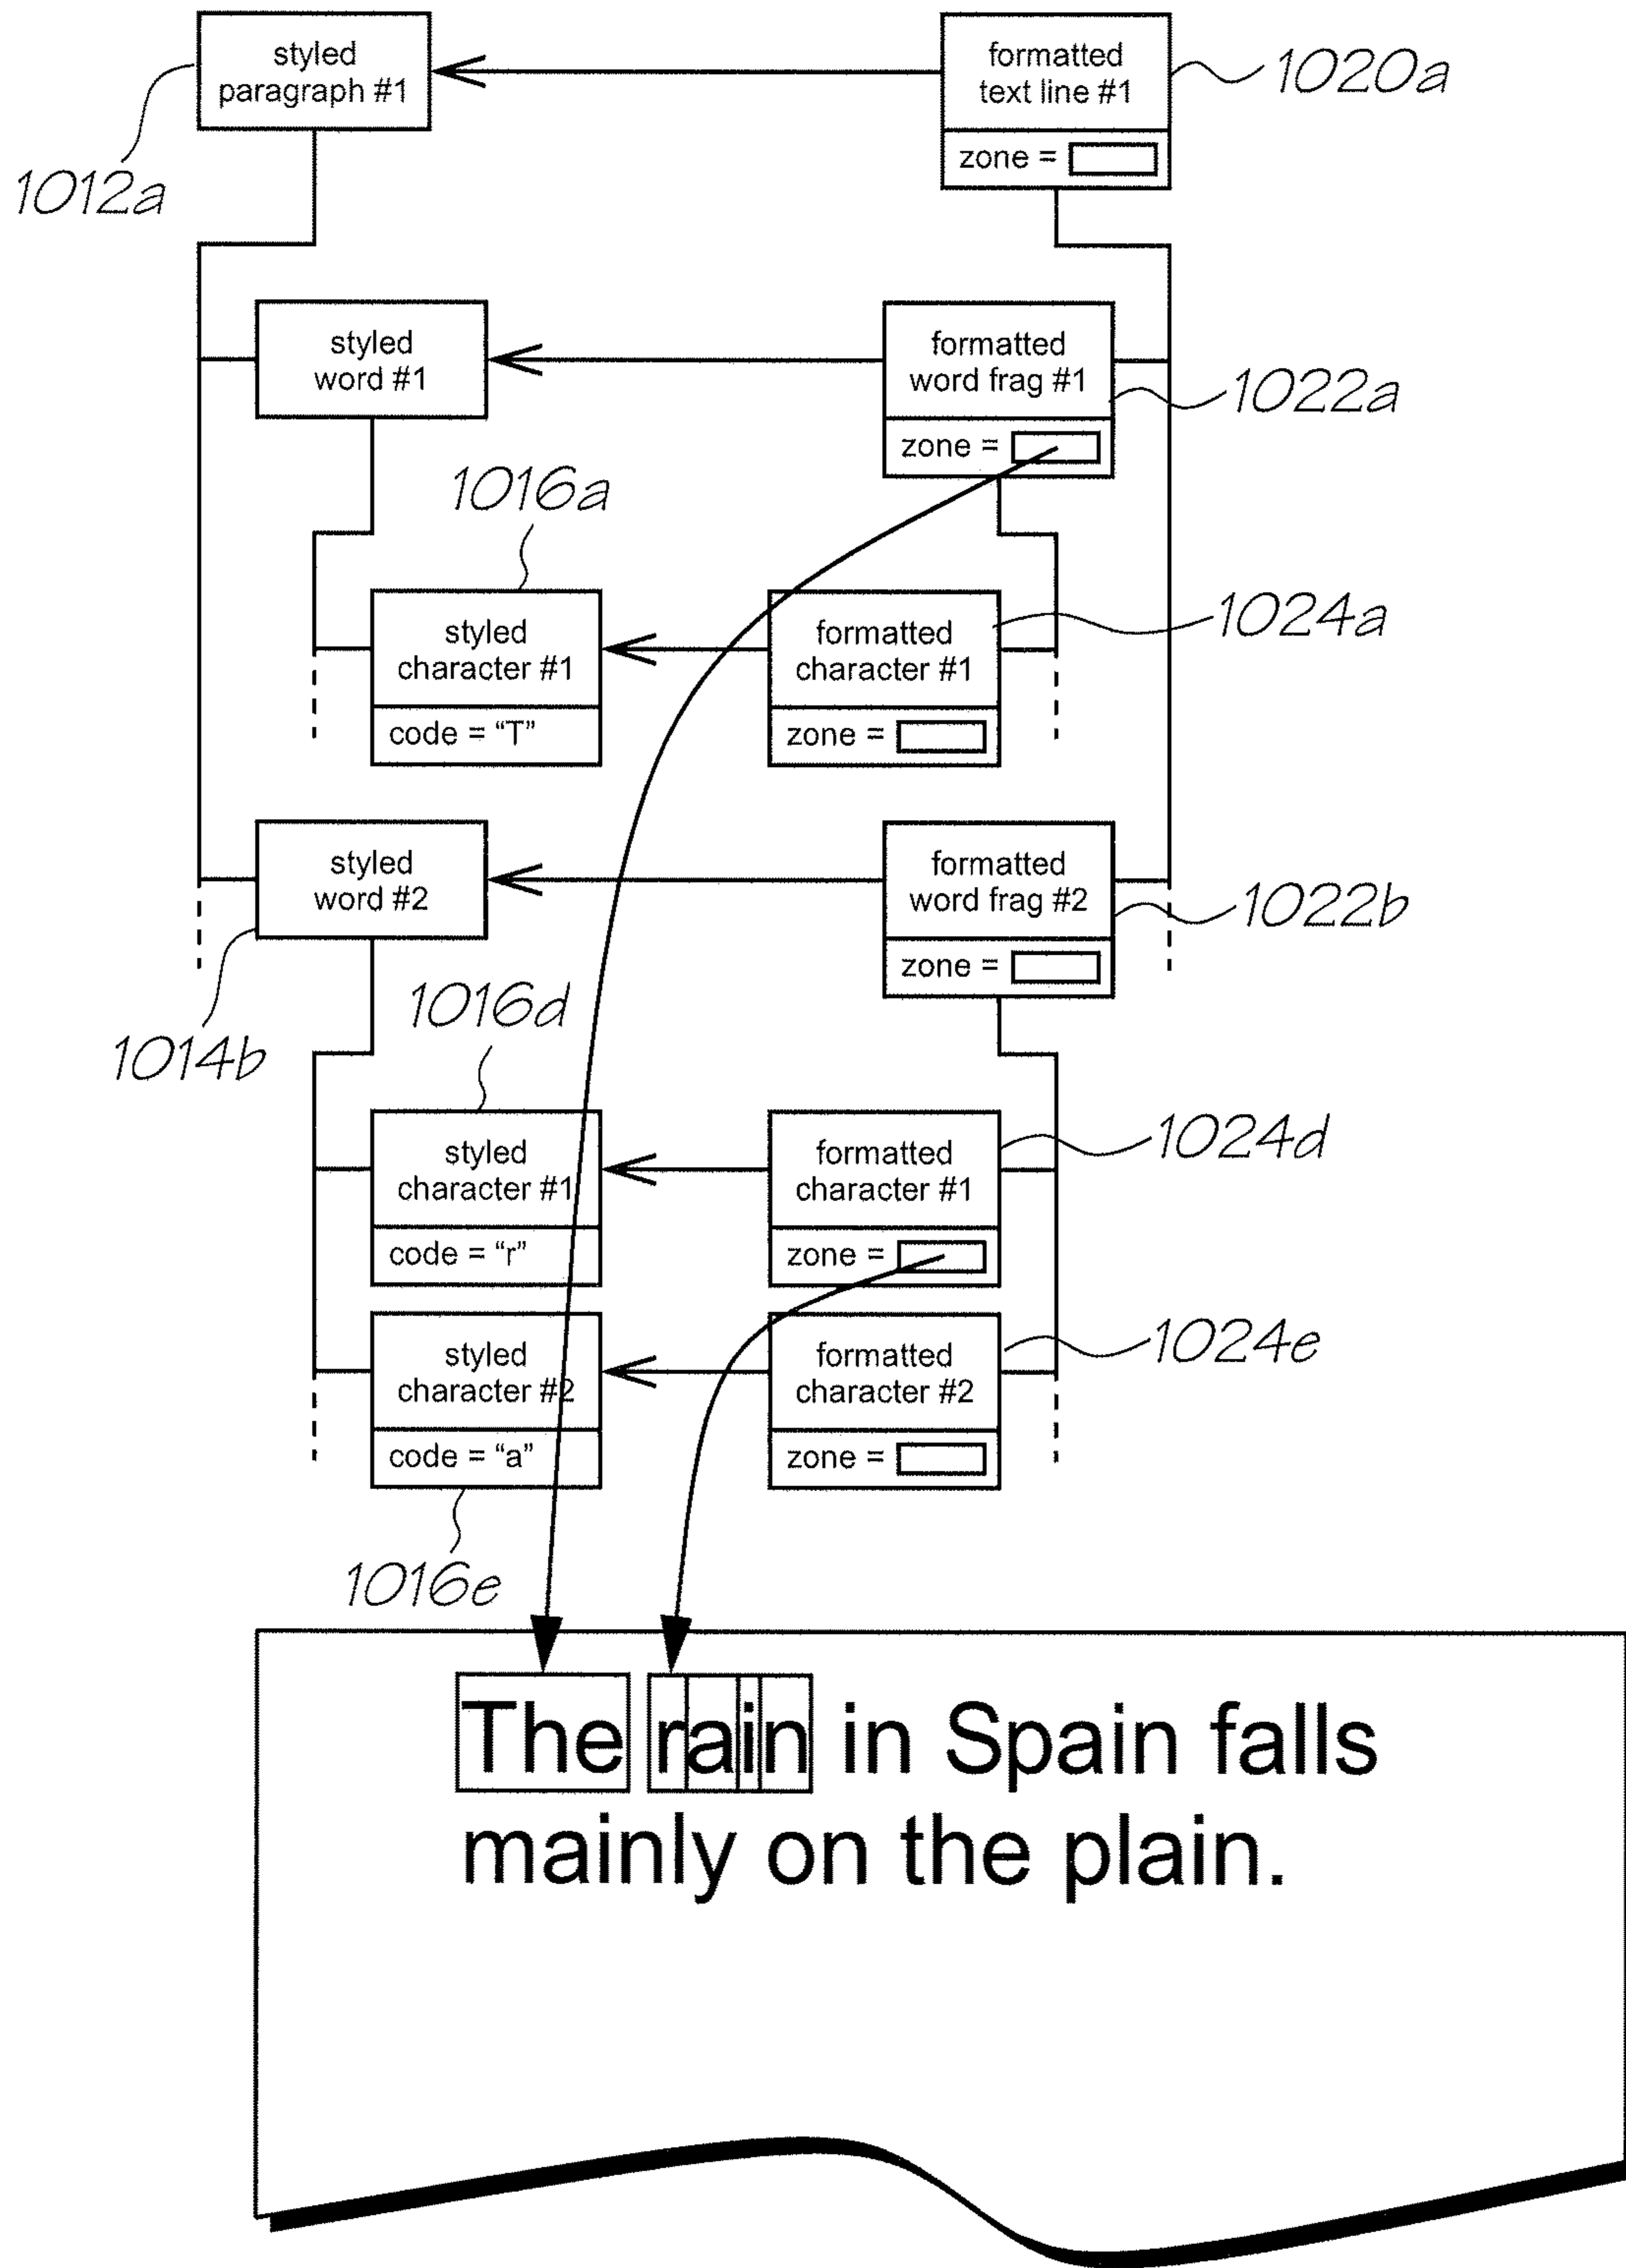 styled
paragraph #1
formatted
text line #1
zone =
1020a
1012a
styled
word #1
formatted
word frag #1
zone =
1022a
1016a
styled
character #1
code = “T”
formatted
character #1
zone =
1024a
styled
word #2
formatted
word frag #2
zone =
1022b
1014b
1016d
styled
character #1
code = “r”
formatted
character #1
zone =
1024d
styled
character #2
code = “a”
formatted
character #2
zone =
1024e
1016e
The rain in Spain falls
mainly on the plain.